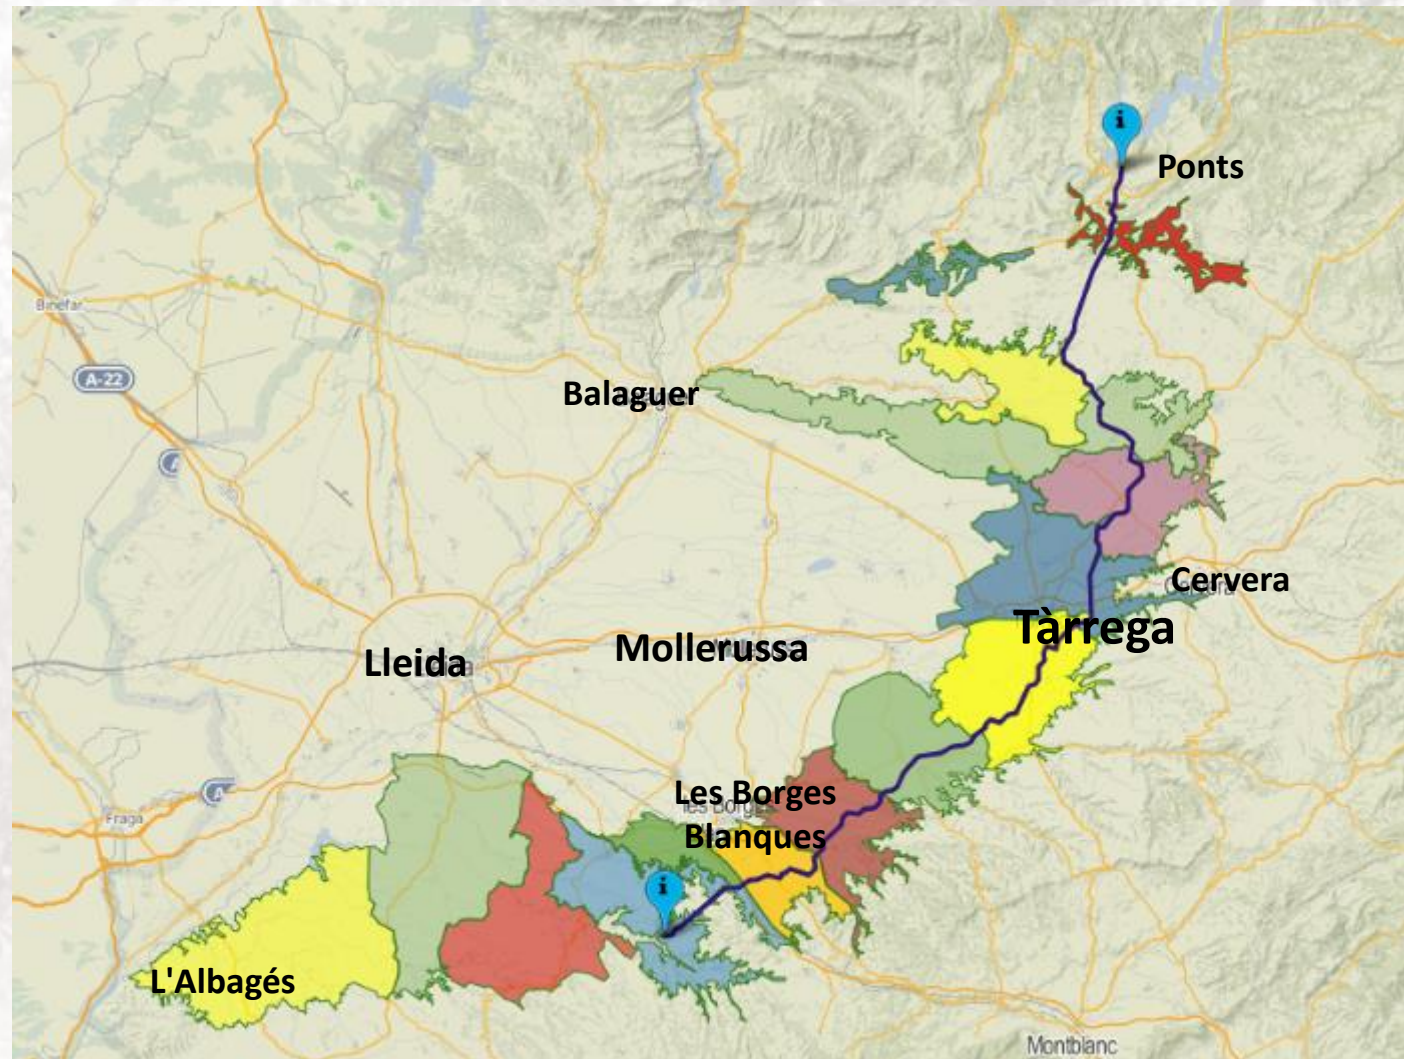 i
Ponts
Binefar
A-22
Balaguer
A
Cervera
Tàrrega
Mollerussa
Lleida
A
Les Borges
Blanques
Fraga
i
L'Albagés
Montblanc